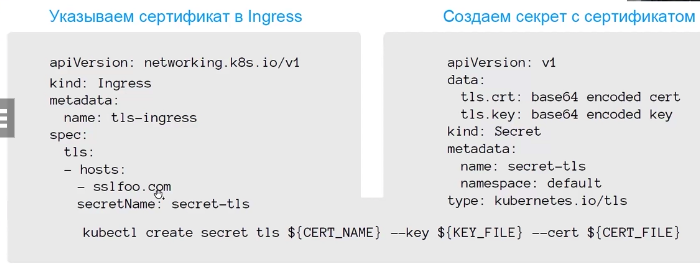 Указываем сертификат в Ingress
apiVersion: networking.k8s.io/v1
kind: Ingress
metadata:
  name: tls-ingress
spec:
  tls:
  - hosts:
    - sslfoo.com
    secretName: secret-tls
Создаем секрет с сертификатом
apiVersion: v1
data:
  tls.crt: base64 encoded cert
  tls.key: base64 encoded key
kind: Secret
metadata:
  name: secret-tls
  namespace: default
type: kubernetes.io/tls
kubectl create secret tls ${CERT_NAME} --key ${KEY_FILE} --cert ${CERT_FILE}